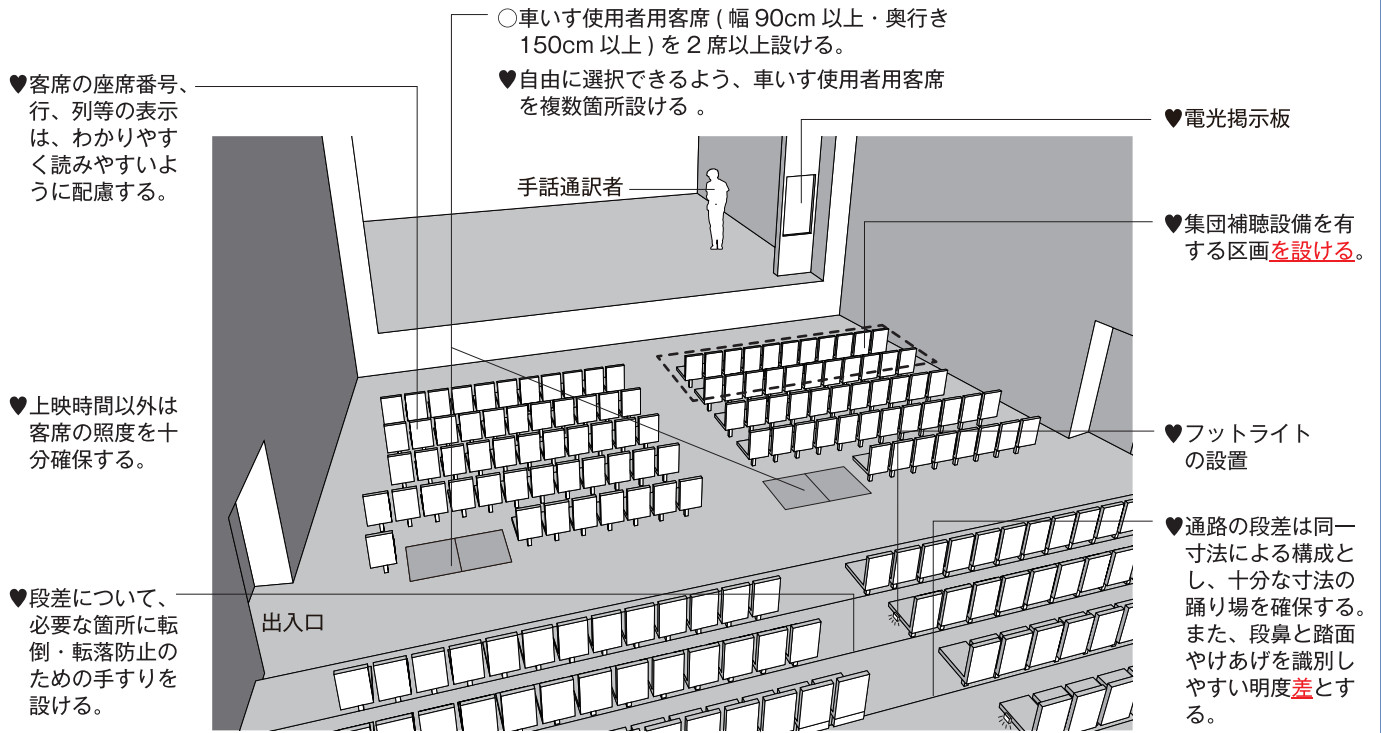 ○車いす使用者用客席 ( 幅 90cm 以上・奥行き
150cm 以上 ) を 2 席以上設ける。
♥自由に選択できるよう、車いす使用者用客席
を複数箇所設ける 。
♥客席の座席番号、
行、列等の表示
は、わかりやす
く読みやすいよ
うに配慮する。
♥電光掲示板
手話通訳者
♥集団補聴設備を有
する区画を設ける。
♥上映時間以外は
客席の照度を十
分確保する。
♥フットライト
の設置
♥通路の段差は同一
寸法による構成と
し、十分な寸法の
踊り場を確保する。
また、段鼻と踏面
やけあげを識別し
やすい明度差とす
る。
♥段差について、
必要な箇所に転
倒・転落防止の
ための手すりを
設ける。
出入口